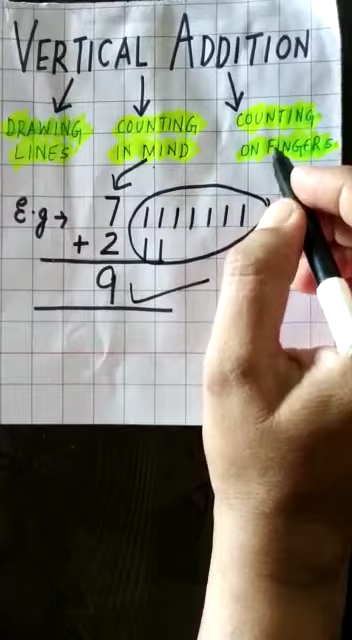 VERTICAL ADDITION
DRAWING LINES
COUNTING IN MIND
COUNTING ON FINGERS
E.g → 7
+ 2
9